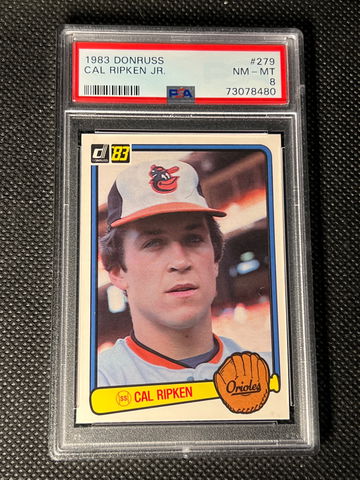 1983 DONRUSS #279
CAL RIPKEN JR. NM - MT
8
PSA 73078480
'83
SS CAL RIPKEN
Orioles